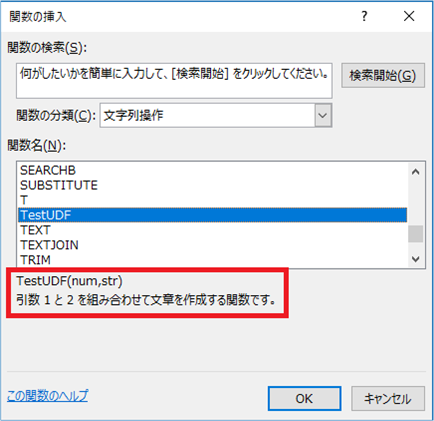 関数の挿入
関数の検索(S):
何がしたいかを簡単に入力して、[検索開始] をクリックしてください。
検索開始(G)
関数の分類(C):
文字列操作
関数名(N):
SEARCHB
SUBSTITUTE
T
TestUDF
TEXT
TEXTJOIN
TRIM
TestUDF(num,str)
引数 1 と 2 を組み合わせて文章を作成する関数です。
この関数のヘルプ
OK
キャンセル